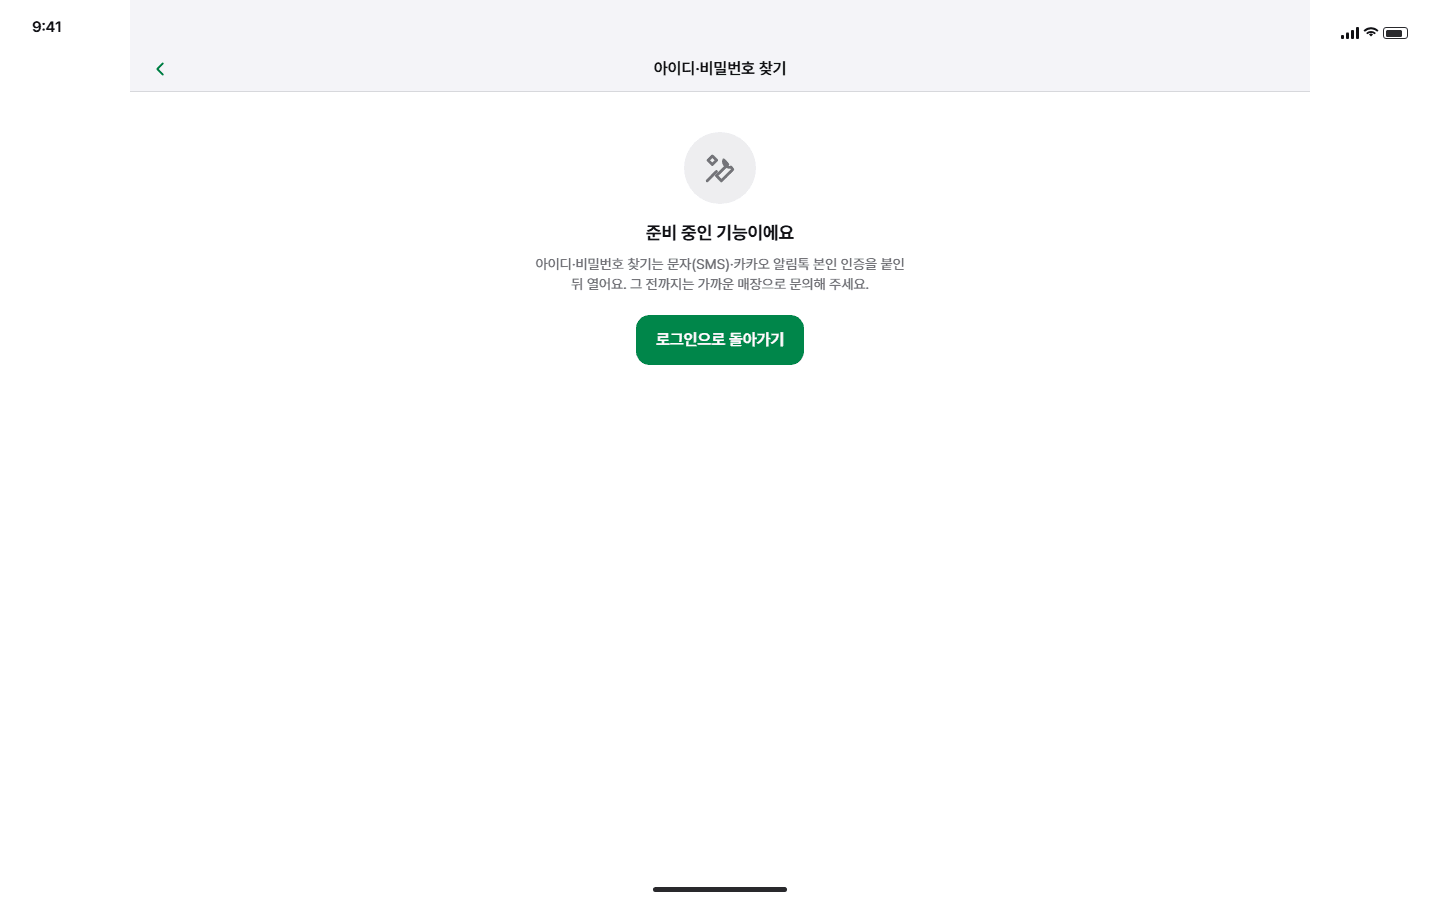 9:41
아이디·비밀번호 찾기
준비 중인 기능이에요
아이디·비밀번호 찾기는 문자(SMS)·카카오 알림톡 본인 인증을 붙인
뒤 열어요. 그 전까지는 가까운 매장으로 문의해 주세요.
로그인으로 돌아가기